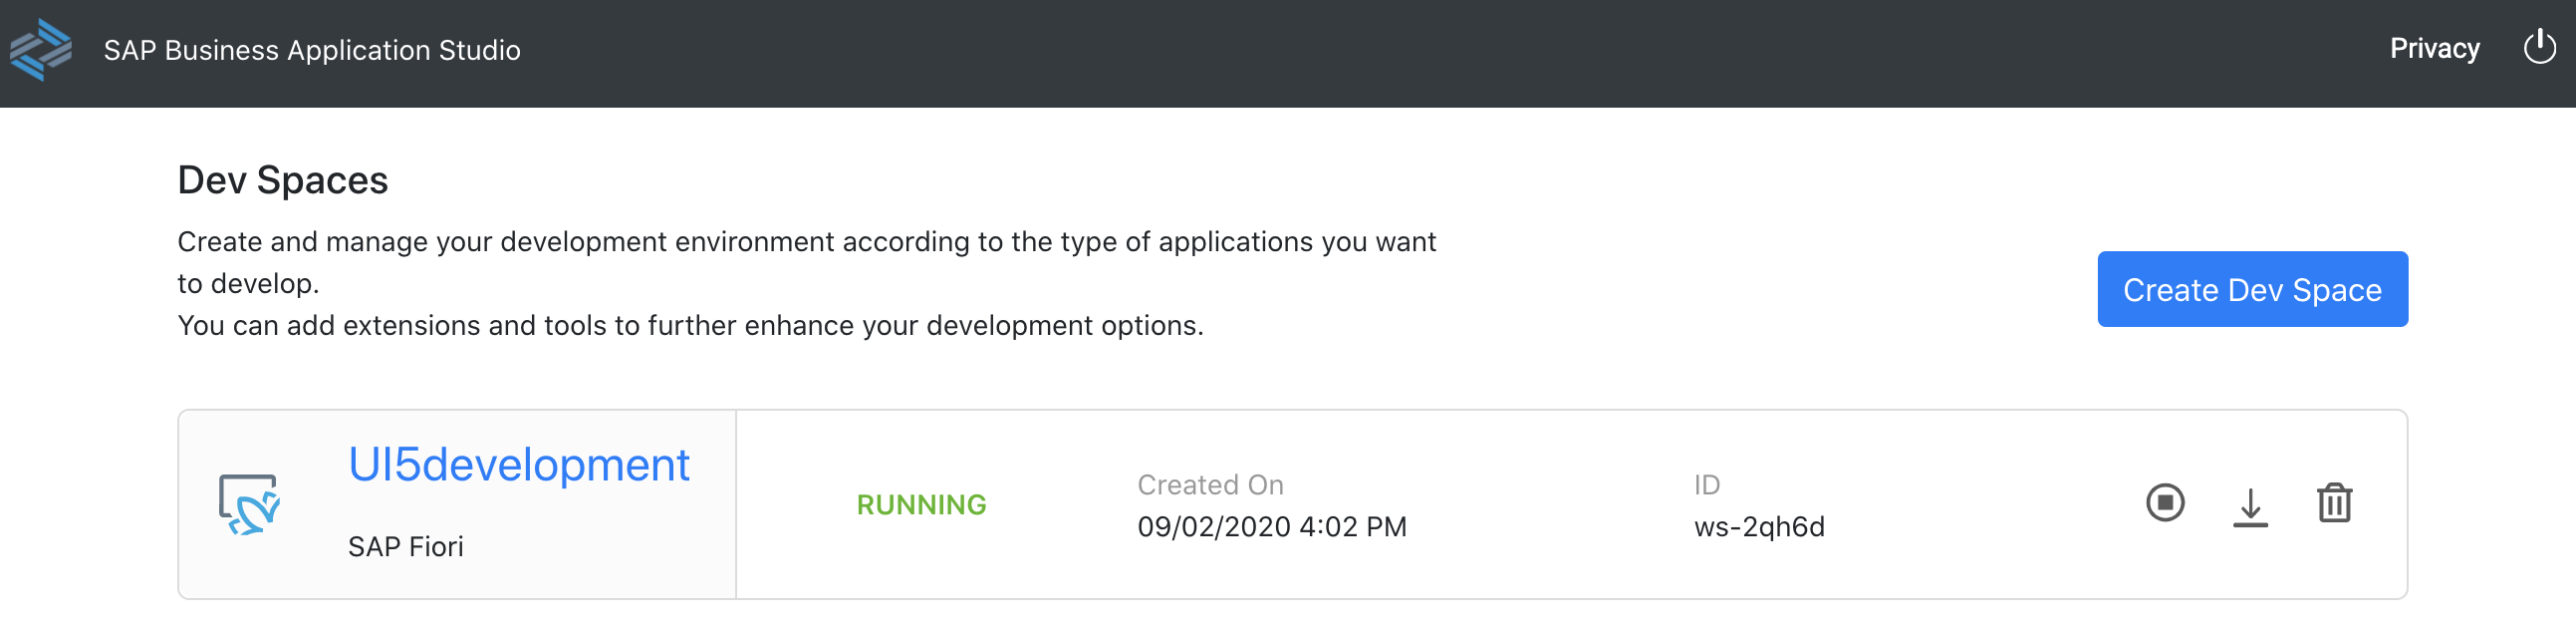 SAP Business Application Studio
Privacy
Dev Spaces
Create and manage your development environment according to the type of applications you want
to develop.
You can add extensions and tools to further enhance your development options.
Create Dev Space
UI5development
SAP Fiori
RUNNING
Created On
09/02/2020 4:02 PM
ID
ws-2qh6d